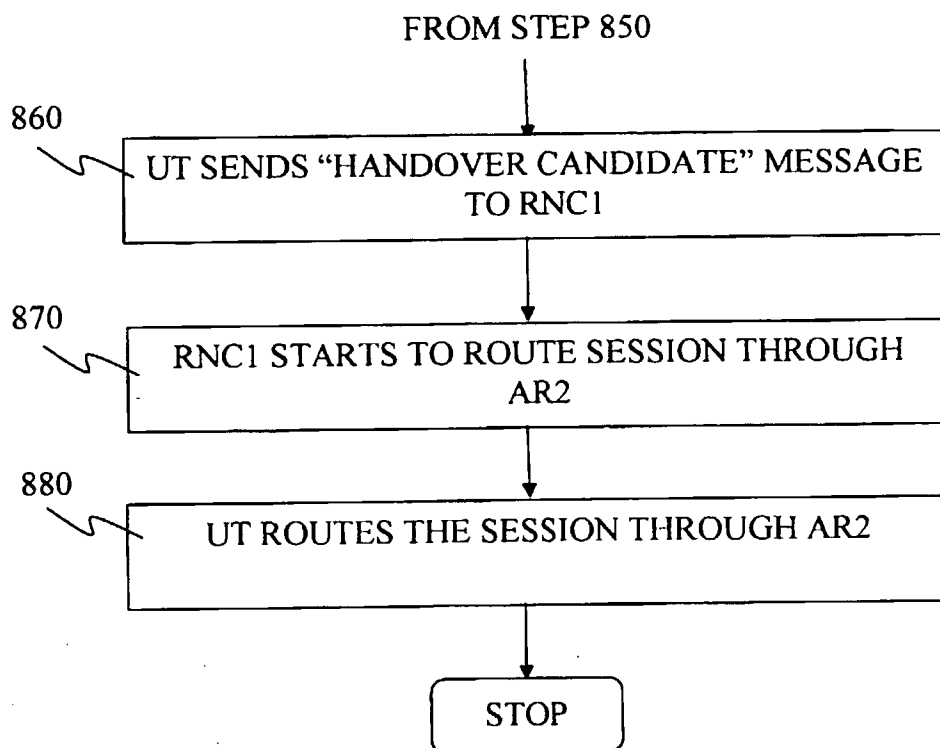 FROM STEP 850
860
UT SENDS “HANDOVER CANDIDATE” MESSAGE
TO RNC1
870
RNC1 STARTS TO ROUTE SESSION THROUGH
AR2
880
UT ROUTES THE SESSION THROUGH AR2
STOP